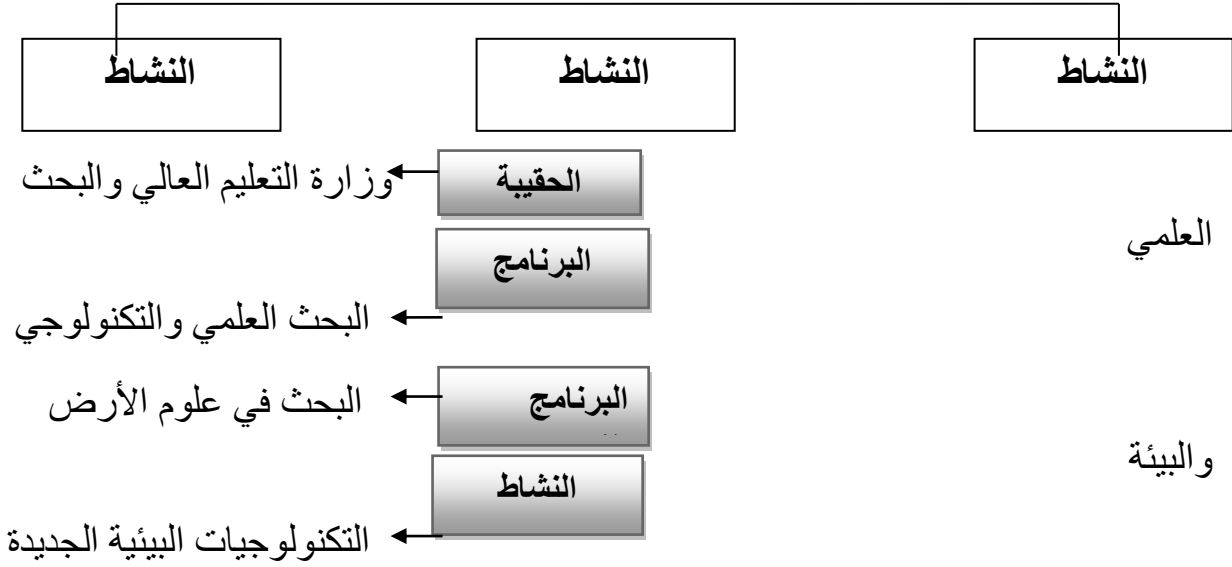 النشاط
النشاط
النشاط
الحقيبة
وزارة التعليم العالي والبحث
العلمي
البرنامج
البحث العلمي والتكنولوجي
البرنامج
البحث في علوم الأرض
والبيئة
النشاط
التكنولوجيات البيئية الجديدة